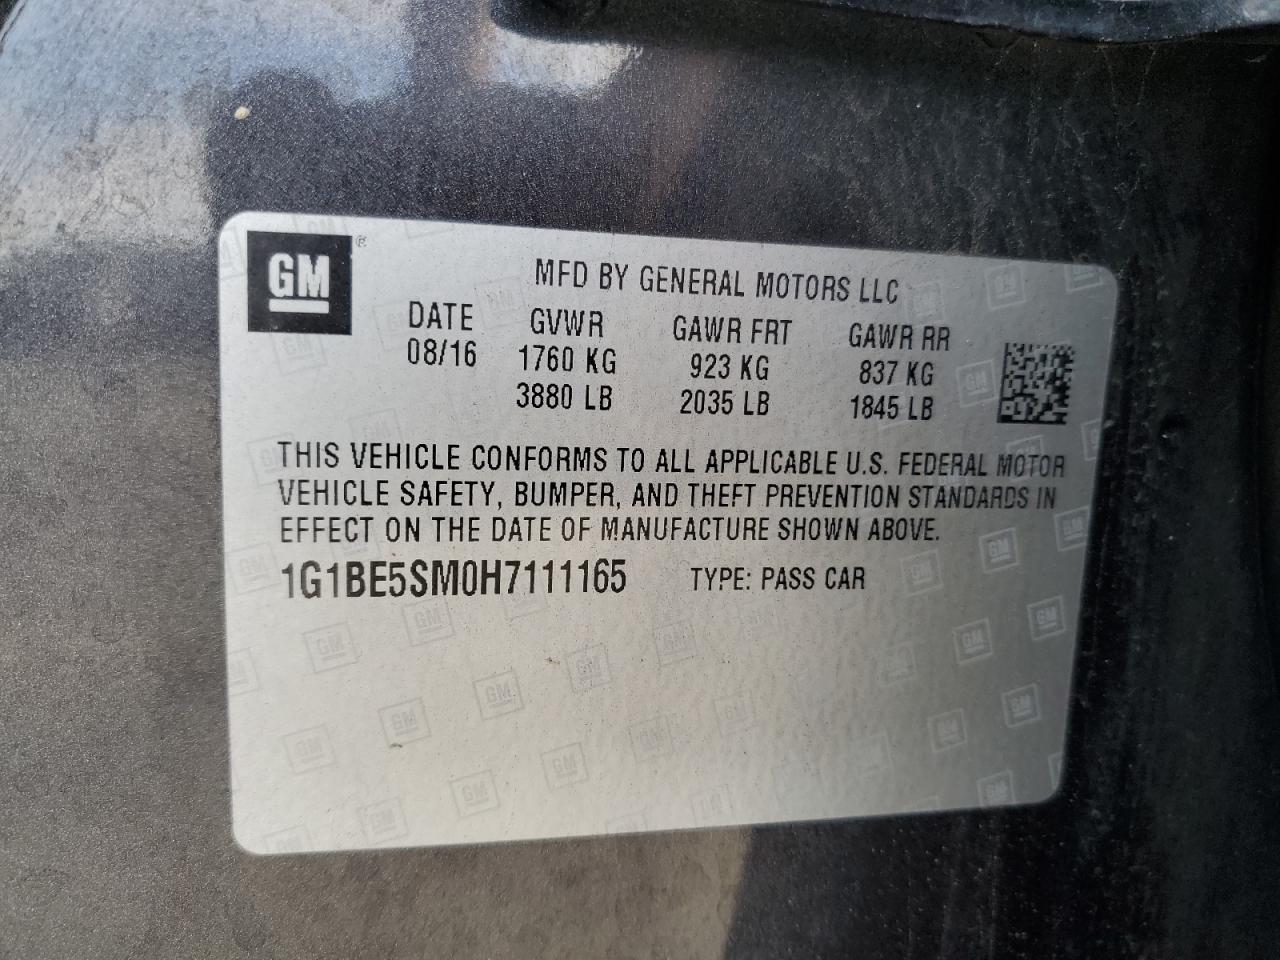 GM ®
MFD BY GENERAL MOTORS LLC
DATE GVWR GAWR FRT GAWR RR
08/16 1760 KG 923 KG 837 KG
3880 LB 2035 LB 1845 LB
THIS VEHICLE CONFORMS TO ALL APPLICABLE U.S. FEDERAL MOTOR
VEHICLE SAFETY, BUMPER, AND THEFT PREVENTION STANDARDS IN
EFFECT ON THE DATE OF MANUFACTURE SHOWN ABOVE.
1G1BE5SM0H7111165 TYPE: PASS CAR